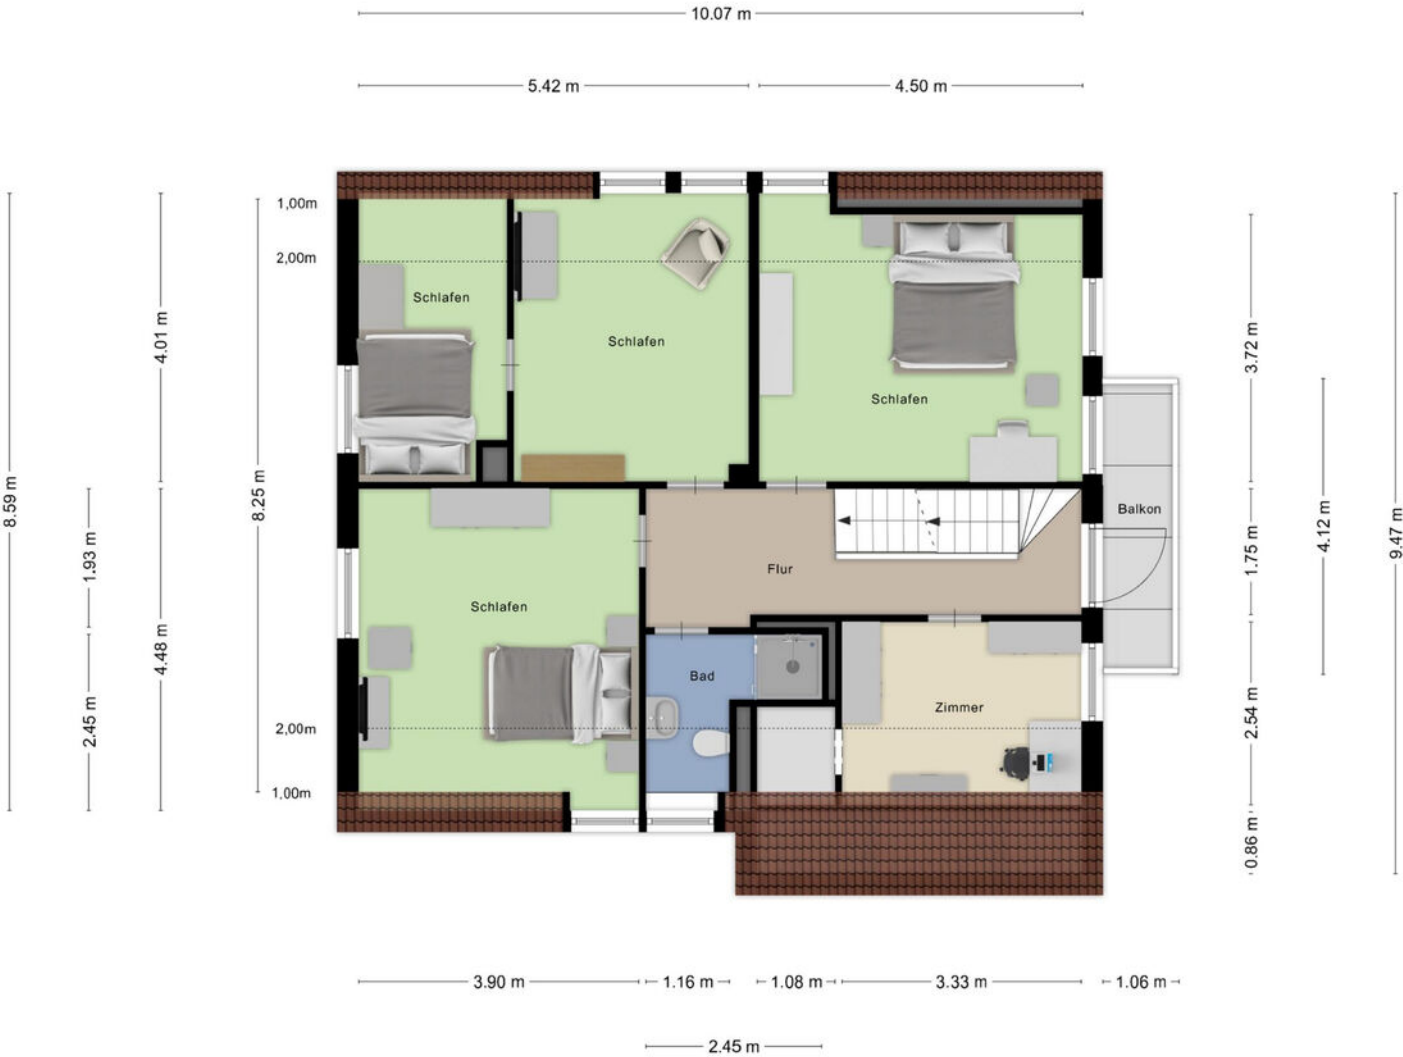 10.07 m
5.42 m
4.50 m
1,00m
2,00m
Schlafen
Schlafen
Schlafen
4.01 m
3.72 m
8.59 m
8.25 m
1.93 m
Balkon
4.12 m
9.47 m
1.75 m
Flur
Schlafen
4.48 m
2.45 m
Bad
Zimmer
2.54 m
2,00m
1,00m
0.86 m
3.90 m
1.16 m
1.08 m
3.33 m
1.06 m
2.45 m